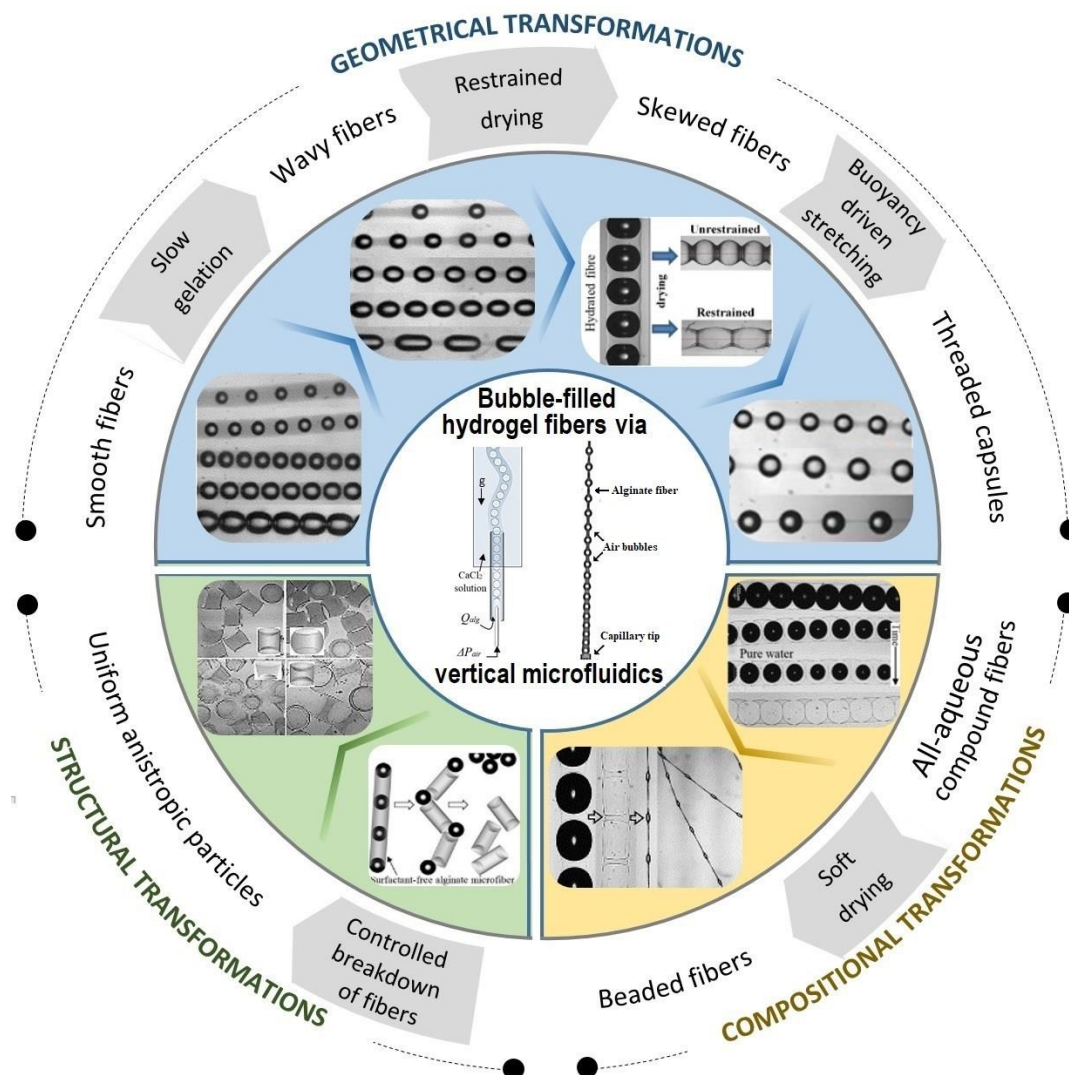 GEOMETRICAL TRANSFORMATIONS
Smooth fibers
Slow
gelation
Wavy fibers
Restrained
drying
Skewed fibers
Buoyancy
driven
stretching
Threaded capsules
Hydrated fibre
drying
Unrestrained
Restrained
Bubble-filled
hydrogel fibers via
g
CaCl₂
solution
Qalg
ΔPair
Alginate fiber
Air bubbles
Capillary tip
vertical microfluidics
Pure water
1 mm
All-aqueous
compound fibers
Soft
drying
Beaded fibers
COMPOSITIONAL TRANSFORMATIONS
Surfactant-free alginate microfiber
Controlled
breakdown
of fibers
Uniform anistropic particles
STRUCTURAL TRANSFORMATIONS